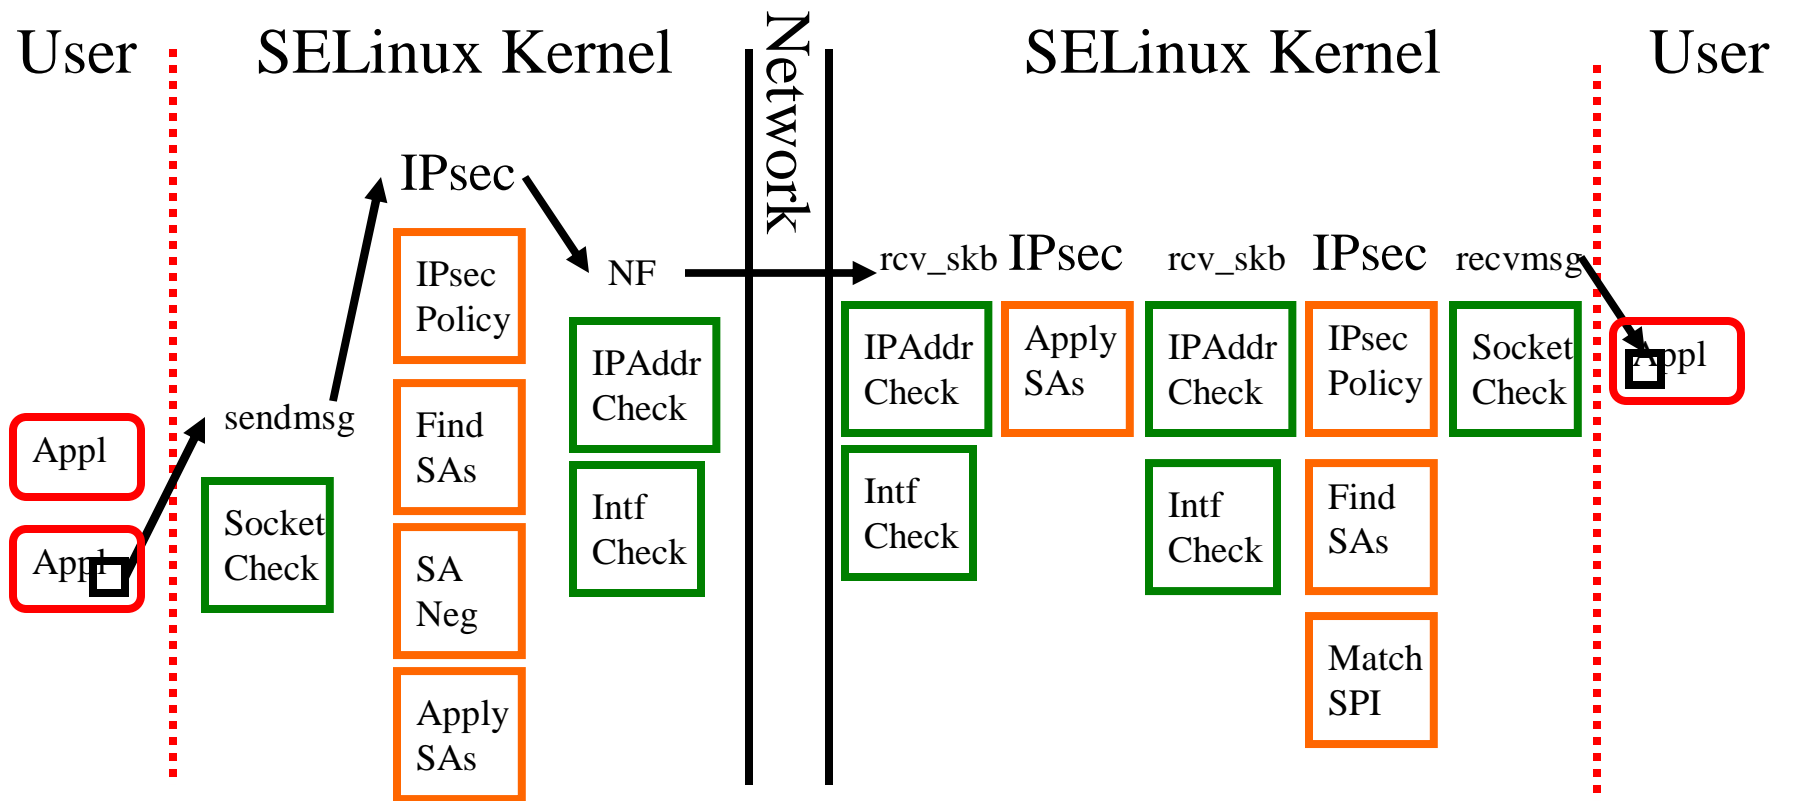 User
SELinux Kernel
Network
SELinux Kernel
User
IPsec
IPsec
Policy
Find
SAs
SA
Neg
Apply
SAs
sendmsg
Socket
Check
Appl
Appl
NF
IPAddr
Check
Intf
Check
rcv_skb
IPAddr
Check
Intf
Check
IPsec
Apply
SAs
rcv_skb
IPAddr
Check
Intf
Check
IPsec
IPsec
Policy
Find
SAs
Match
SPI
recvmsg
Socket
Check
Appl